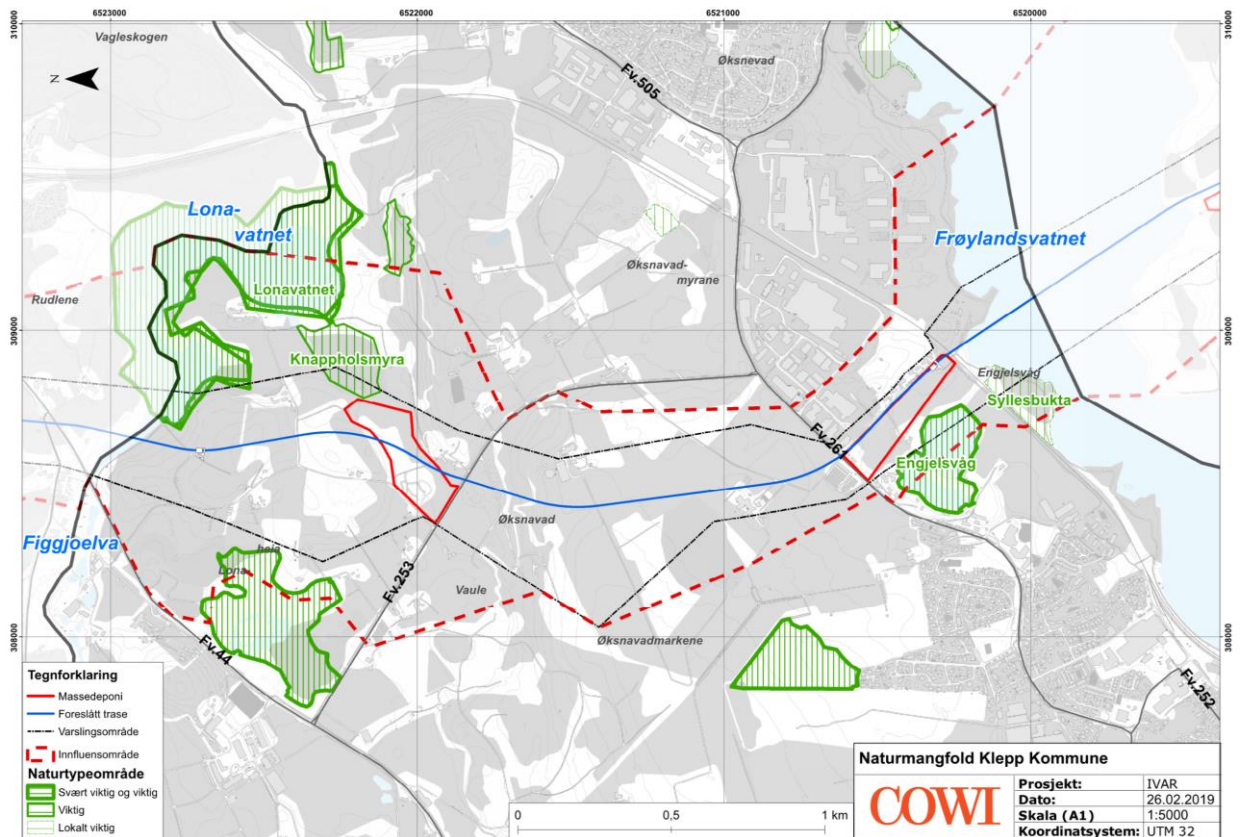 6523000
6522000
6521000
6520000
310000
310000
Vagleskogen
Øksnevad
Fv.505
N
Lona-
vatnet
Frøylandsvatnet
Øksnavad-
myrane
Rudlene
Lonavatnet
309000
309000
Knappholsmyra
Engjelsvåg
Syllesbukta
Fv.261
Engjelsvåg
Figgjoelva
Øksnavad
Lona-
heia
Fv.253
Vaule
Øksnavadmarkene
308000
308000
Fv.44
Fv.252
Tegnforklaring
Massedeponi
Foreslått trase
Varslingsområde
Innfluensområde
Naturtypeområde
Svært viktig og viktig
Viktig
Lokalt viktig
0
0,5
1 km
Naturmangfold Klepp Kommune
COWI
Prosjekt: IVAR
Dato: 26.02.2019
Skala (A1) 1:5000
Koordinatsystem: UTM 32